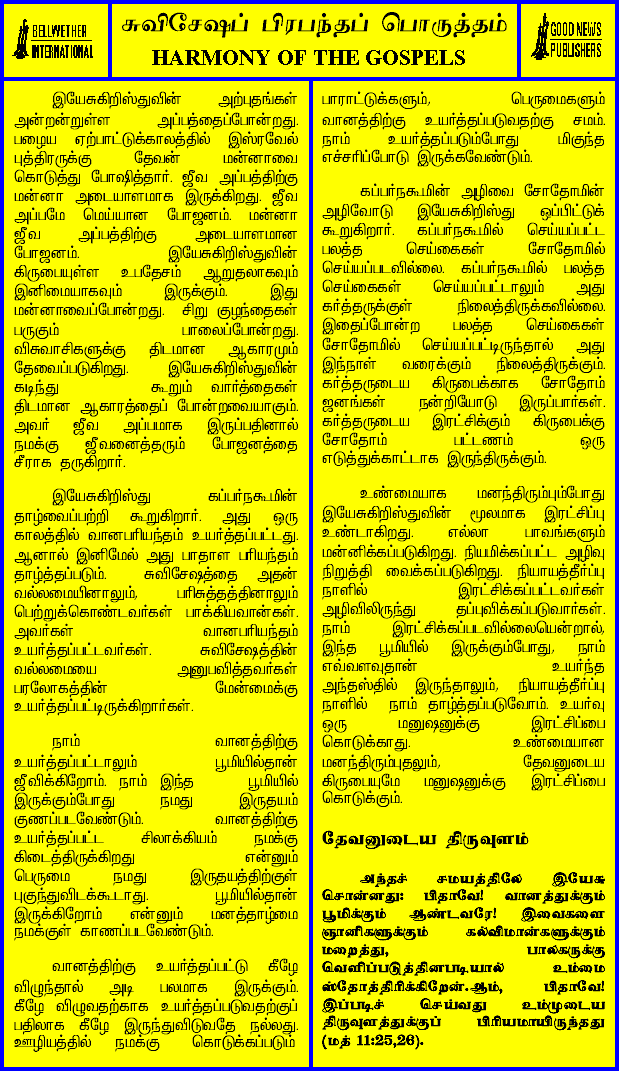 BELLWETHER
INTERNATIONAL
சுவிசேஷப் பிரபந்தப் பொருத்தம்
HARMONY OF THE GOSPELS
GOOD NEWS
PUBLISHERS
இயேசுகிறிஸ்துவின் அற்புதங்கள்
அன்றன்றுள்ள அப்பத்தைப்போன்றது.
பழைய ஏற்பாட்டுக்காலத்தில் இஸ்ரவேல்
புத்திரருக்கு தேவன் மன்னாவை
கொடுத்து போஷித்தார். ஜீவ அப்பத்திற்கு
மன்னா அடையாளமாக இருக்கிறது. ஜீவ
அப்பமே மெய்யான போஜனம். மன்னா
ஜீவ அப்பத்திற்கு அடையாளமான
போஜனம். இயேசுகிறிஸ்துவின்
கிருபையுள்ள உபதேசம் ஆறுதலாகவும்
இனிமையாகவும் இருக்கும். இது
மன்னாவைப்போன்றது. சிறு குழந்தைகள்
பருகும் பாலைப்போன்றது.
விசுவாசிகளுக்கு திடமான ஆகாரமும்
தேவைப்படுகிறது. இயேசுகிறிஸ்துவின்
கடிந்து கூறும் வார்த்தைகள்
திடமான ஆகாரத்தைப் போன்றவையாகும்.
அவர் ஜீவ அப்பமாக இருப்பதினால்
நமக்கு ஜீவனைத்தரும் போஜனத்தை
சீராக தருகிறார்.
இயேசுகிறிஸ்து கப்பர்நகூமின்
தாழ்வைப்பற்றி கூறுகிறார். அது ஒரு
காலத்தில் வானபரியந்தம் உயர்த்தப்பட்டது.
ஆனால் இனிமேல் அது பாதாள பரியந்தம்
தாழ்த்தப்படும். சுவிசேஷத்தை அதன்
வல்லமையினாலும், பரிசுத்தத்தினாலும்
பெற்றுக்கொண்டவர்கள் பாக்கியவான்கள்.
அவர்கள் வானபரியந்தம்
உயர்த்தப்பட்டவர்கள். சுவிசேஷத்தின்
வல்லமையை அனுபவித்தவர்கள்
பரலோகத்தின் மேன்மைக்கு
உயர்த்தப்பட்டிருக்கிறார்கள்.
நாம் வானத்திற்கு
உயர்த்தப்பட்டாலும் பூமியில்தான்
ஜீவிக்கிறோம். நாம் இந்த பூமியில்
இருக்கும்போது நமது இருதயம்
குணப்படவேண்டும். வானத்திற்கு
உயர்த்தப்பட்ட சிலாக்கியம் நமக்கு
கிடைத்திருக்கிறது என்னும்
பெருமை நமது இருதயத்திற்குள்
புகுந்துவிடக்கூடாது. பூமியில்தான்
இருக்கிறோம் என்னும் மனத்தாழ்மை
நமக்குள் காணப்படவேண்டும்.
வானத்திற்கு உயர்த்தப்பட்டு கீழே
விழுந்தால் அடி பலமாக இருக்கும்.
கீழே விழுவதற்காக உயர்த்தப்படுவதற்குப்
பதிலாக கீழே இருந்துவிடுவதே நல்லது.
ஊழியத்தில் நமக்கு கொடுக்கப்படும்
பாராட்டுக்களும், பெருமைகளும்
வானத்திற்கு உயர்த்தப்படுவதற்கு சமம்.
நாம் உயர்த்தப்படும்போது மிகுந்த
எச்சரிப்போடு இருக்கவேண்டும்.
கப்பர்நகூமின் அழிவை சோதோமின்
அழிவோடு இயேசுகிறிஸ்து ஒப்பிட்டுக்
கூறுகிறார். கப்பர்நகூமில் செய்யப்பட்ட
பலத்த செய்கைகள் சோதோமில்
செய்யப்படவில்லை. கப்பர்நகூமில் பலத்த
செய்கைகள் செய்யப்பட்டாலும் அது
கர்த்தருக்குள் நிலைத்திருக்கவில்லை.
இதைப்போன்ற பலத்த செய்கைகள்
சோதோமில் செய்யப்பட்டிருந்தால் அது
இந்நாள் வரைக்கும் நிலைத்திருக்கும்.
கர்த்தருடைய கிருபைக்காக சோதோம்
ஜனங்கள் நன்றியோடு இருப்பார்கள்.
கர்த்தருடைய இரட்சிக்கும் கிருபைக்கு
சோதோம் பட்டணம் ஒரு
எடுத்துக்காட்டாக இருந்திருக்கும்.
உண்மையாக மனந்திரும்பும்போது
இயேசுகிறிஸ்துவின் மூலமாக இரட்சிப்பு
உண்டாகிறது. எல்லா பாவங்களும்
மன்னிக்கப்படுகிறது. நியமிக்கப்பட்ட அழிவு
நிறுத்தி வைக்கப்படுகிறது. நியாயத்தீர்ப்பு
நாளில் இரட்சிக்கப்பட்டவர்கள்
அழிவிலிருந்து தப்புவிக்கப்படுவார்கள்.
நாம் இரட்சிக்கப்படவில்லையென்றால்,
இந்த பூமியில் இருக்கும்போது, நாம்
எவ்வளவுதான் உயர்ந்த
அந்தஸ்தில் இருந்தாலும், நியாயத்தீர்ப்பு
நாளில் நாம் தாழ்த்தப்படுவோம். உயர்வு
ஒரு மனுஷனுக்கு இரட்சிப்பை
கொடுக்காது. உண்மையான
மனந்திரும்புதலும், தேவனுடைய
கிருபையுமே மனுஷனுக்கு இரட்சிப்பை
கொடுக்கும்.
தேவனுடைய திருவுளம்
அந்தச் சமயத்திலே இயேசு
சொன்னது: பிதாவே! வானத்துக்கும்
பூமிக்கும் ஆண்டவரே! இவைகளை
ஞானிகளுக்கும் கல்விமான்களுக்கும்
மறைத்து, பாலகருக்கு
வெளிப்படுத்தினபடியால் உம்மை
ஸ்தோத்திரிக்கிறேன்.ஆம், பிதாவே!
இப்படிச் செய்வது உம்முடைய
திருவுளத்துக்குப் பிரியமாயிருந்தது
(மத் 11:25,26).